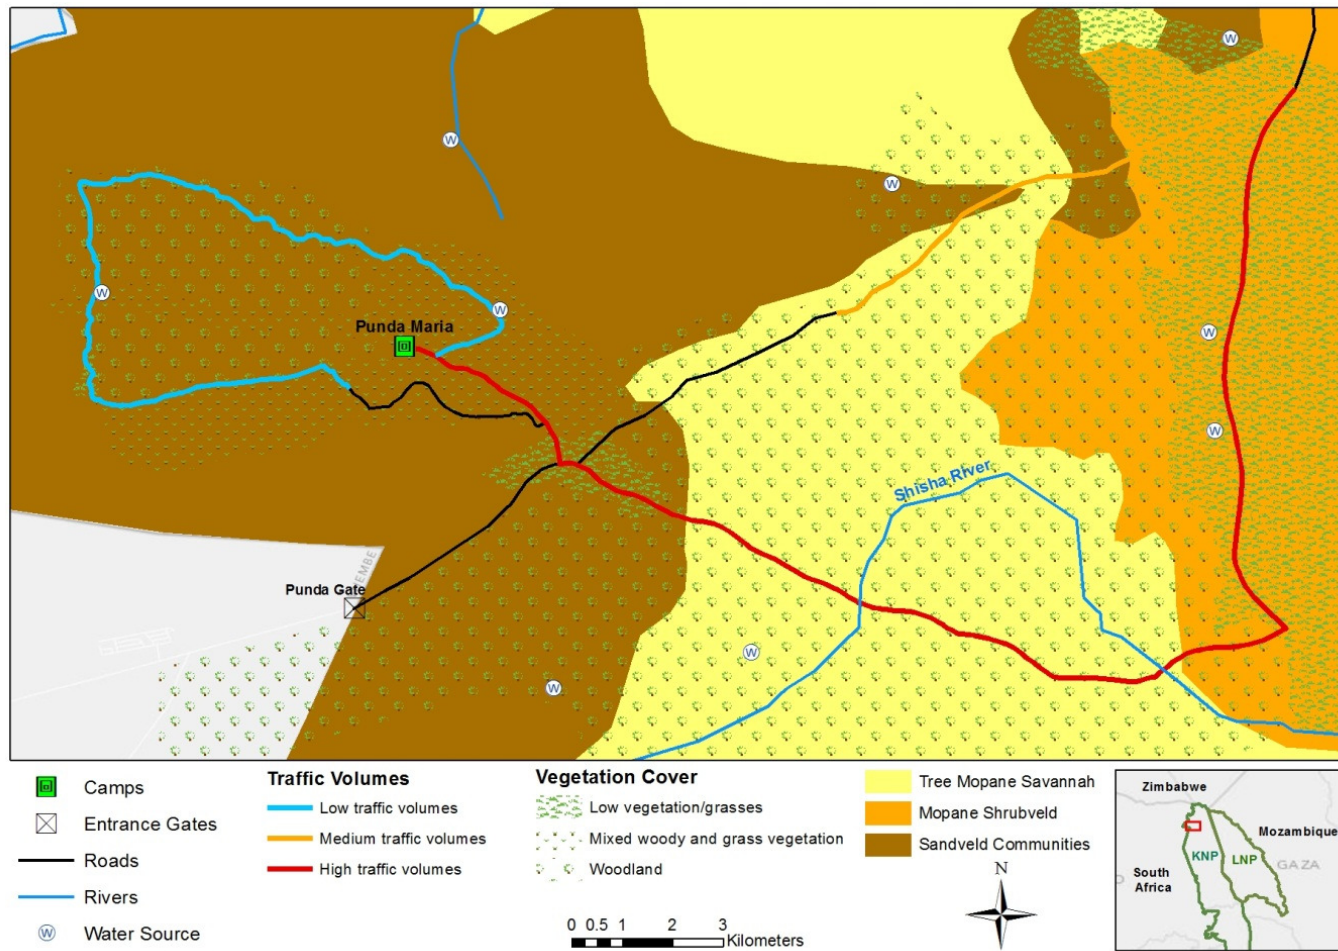 W
W
W
W
W
Punda Maria
W
W
Shisha River
EMBE
Punda Gate
W
W
Camps
Entrance Gates
Roads
Rivers
W
Water Source
Traffic Volumes
Low traffic volumes
Medium traffic volumes
High traffic volumes
Vegetation Cover
Low vegetation/grasses
Mixed woody and grass vegetation
Woodland
0 0.5 1 2 3
Kilometers
Tree Mopane Savannah
Mopane Shrubveld
Sandveld Communities
N
Zimbabwe
Mozambique
KNP
LNP
GAZA
South
Africa